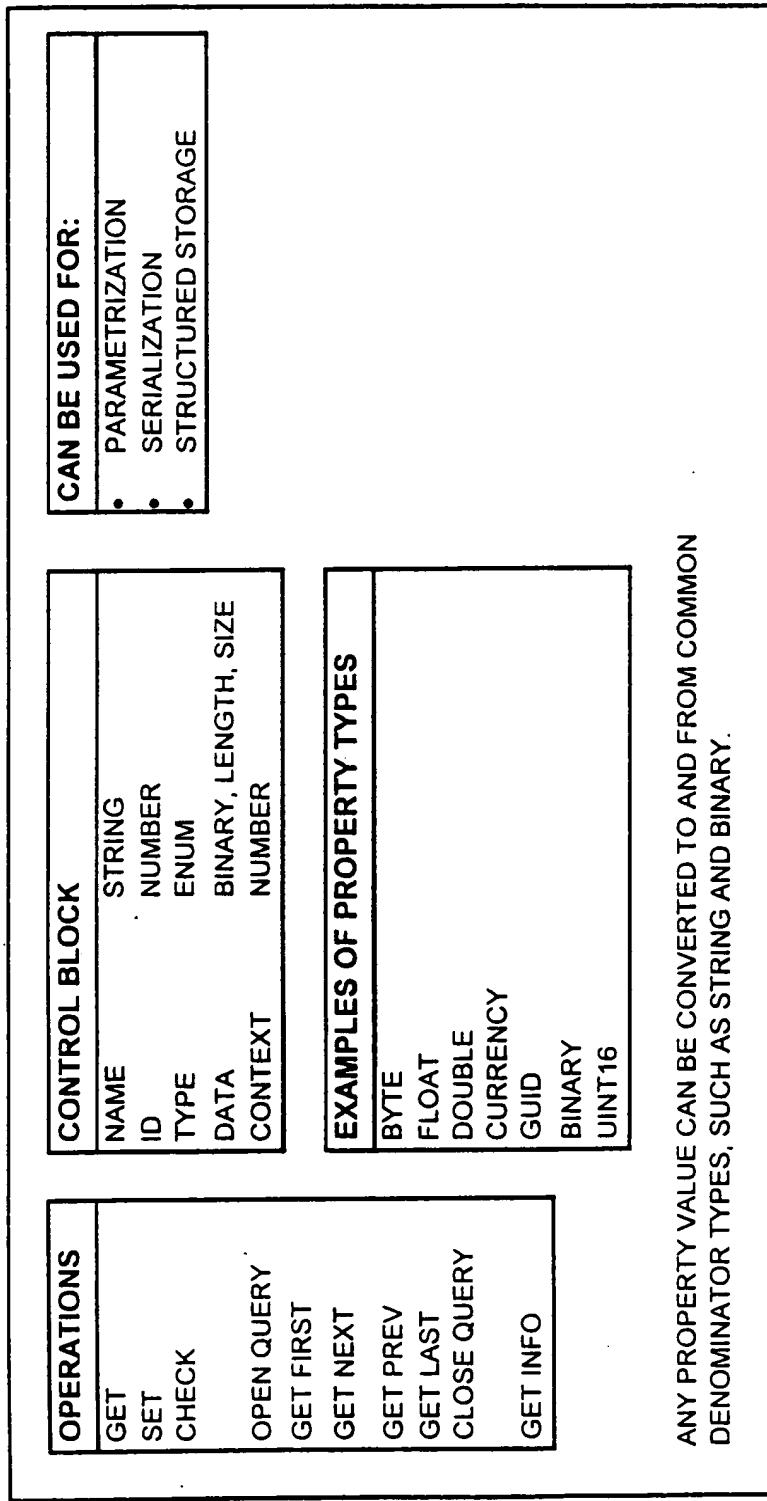 OPERATIONS
GET
SET
CHECK
OPEN QUERY
GET FIRST
GET NEXT
GET PREV
GET LAST
CLOSE QUERY
GET INFO
CONTROL BLOCK
NAME STRING
ID NUMBER
TYPE ENUM
DATA BINARY, LENGTH, SIZE
CONTEXT NUMBER
EXAMPLES OF PROPERTY TYPES
BYTE
FLOAT
DOUBLE
CURRENCY
GUID
BINARY
UINT16
CAN BE USED FOR:
• PARAMETRIZATION
• SERIALIZATION
• STRUCTURED STORAGE
ANY PROPERTY VALUE CAN BE CONVERTED TO AND FROM COMMON
DENOMINATOR TYPES, SUCH AS STRING AND BINARY.